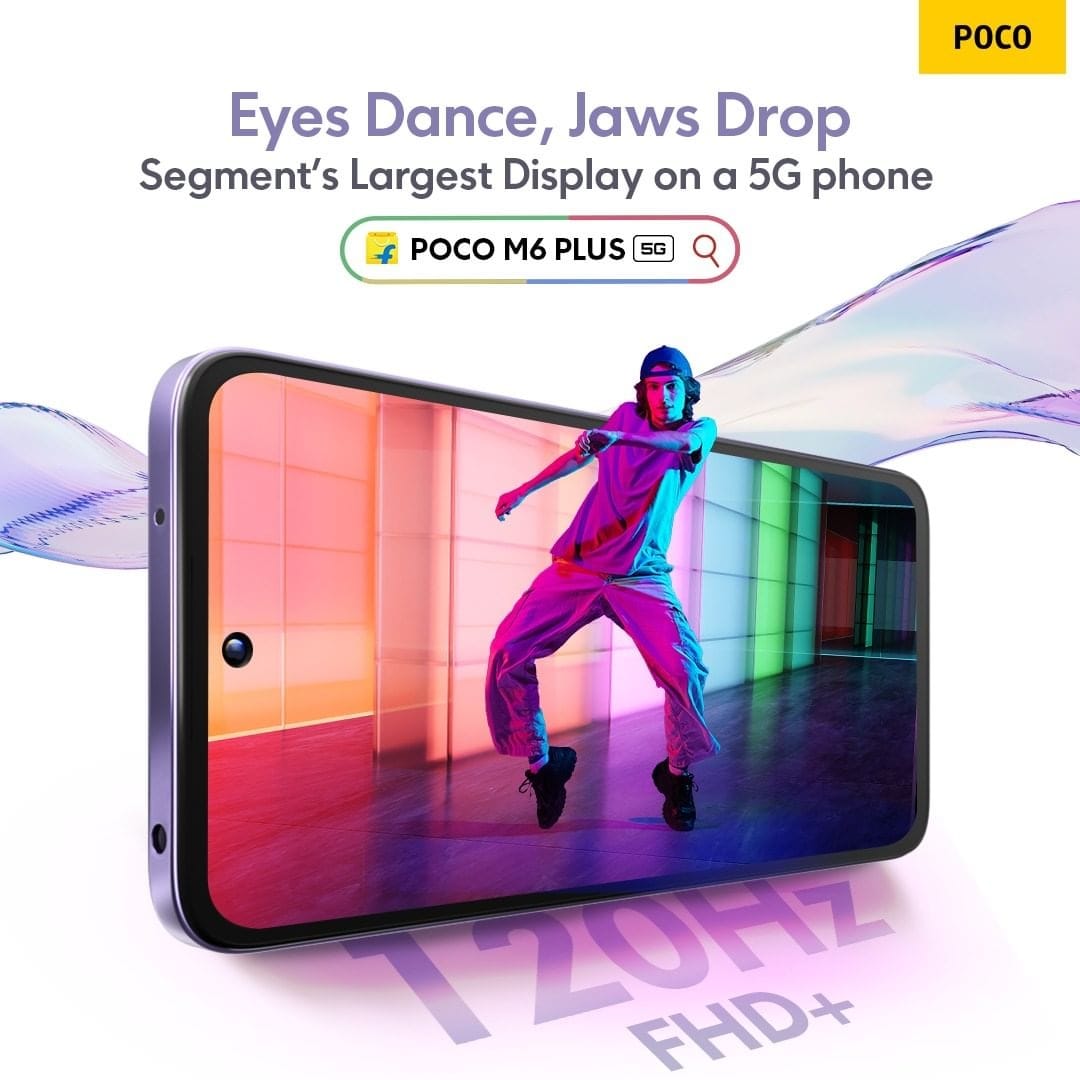 POCO
Eyes Dance, Jaws Drop
Segment's Largest Display on a 5G phone
POCO M6 PLUS 5G
120Hz
FHD+